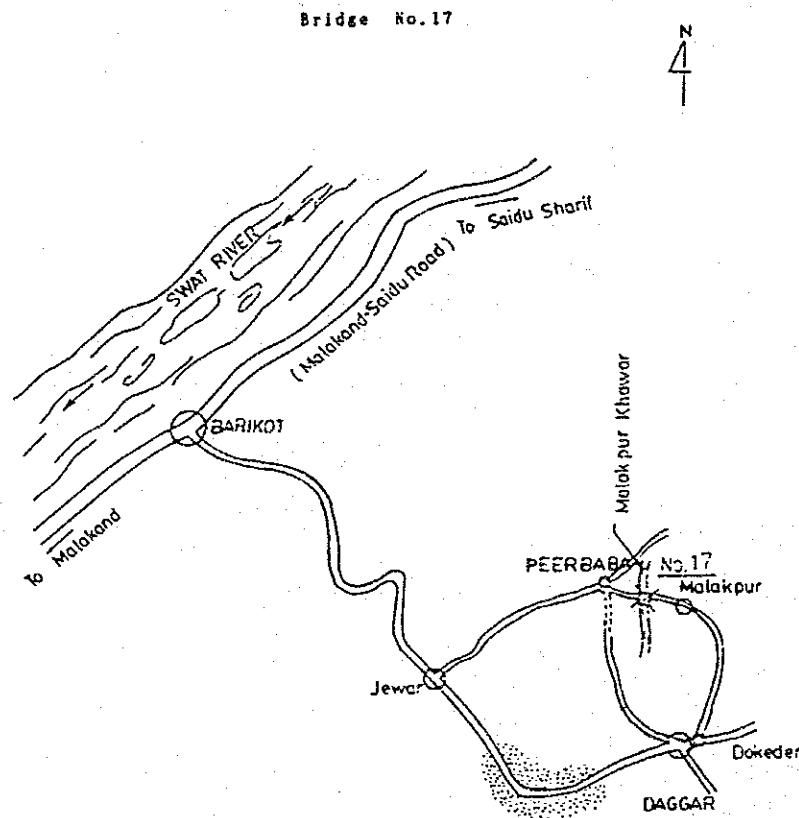 Bridge No.17
N
SWAT RIVER
To Saidu Sharif
(Malakand-Saidu Road)
BARIKOT
To Malakand
Malakpur Khawar
PEERBABA
No.17
Malakpur
Jewar
Dokeder
DAGGAR